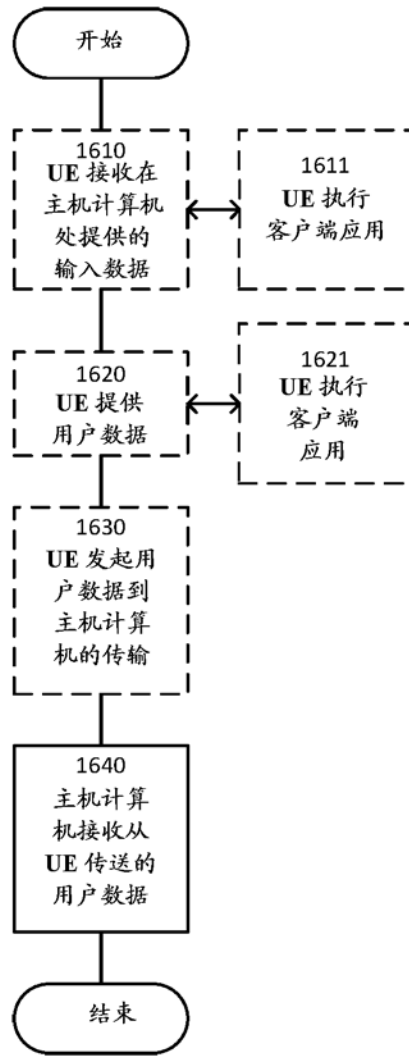 开始
1610
UE 接收在
主机计算机
处提供的
输入数据
1611
UE 执行
客户端应用
1620
UE 提供
用户数据
1621
UE 执行
客户端
应用
1630
UE 发起用
户数据到
主机计算
机的传输
1640
主机计算
机接收从
UE 传送的
用户数据
结束